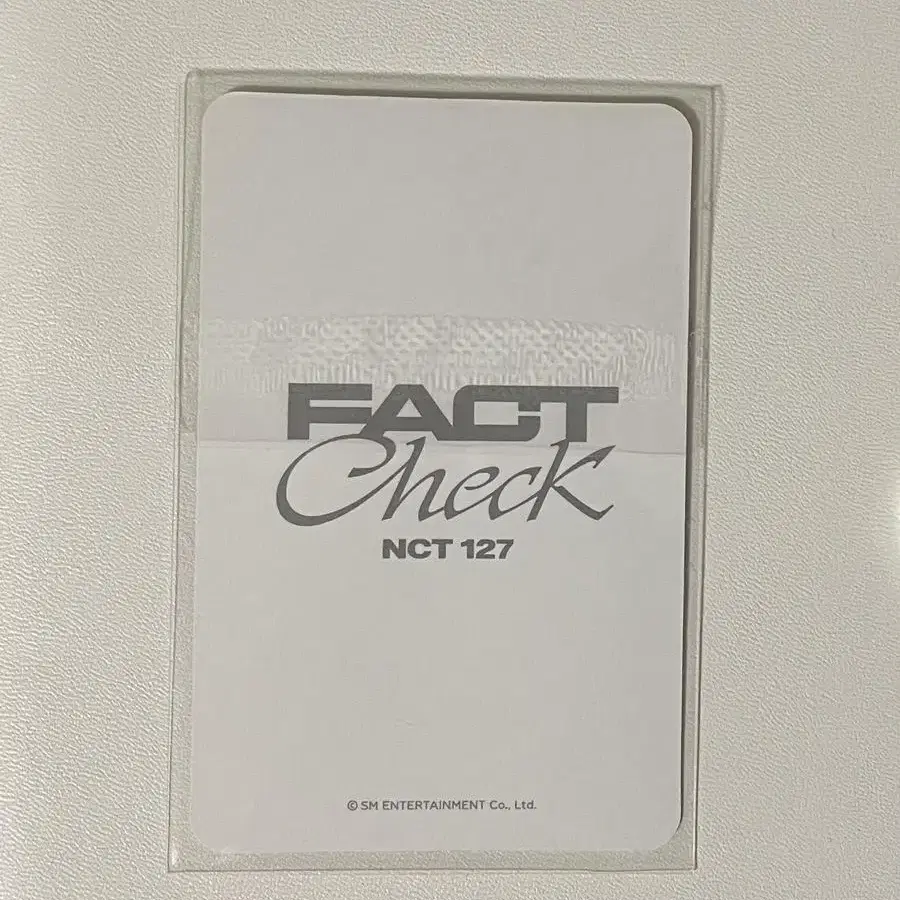 FACT
Check
NCT 127
© SM ENTERTAINMENT Co., Ltd.